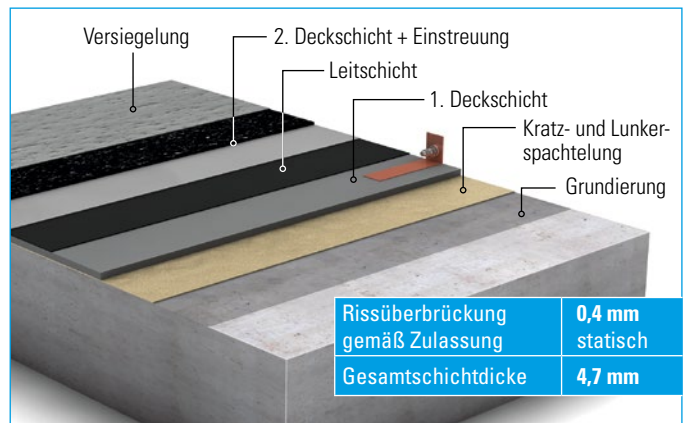 Versiegelung
2. Deckschicht + Einstreuung
Leitschicht
1. Deckschicht
Kratz- und Lunker-
spachtelung
Grundierung
Rissüberbrückung
gemäß Zulassung
0,4 mm
statisch
Gesamtschichtdicke
4,7 mm